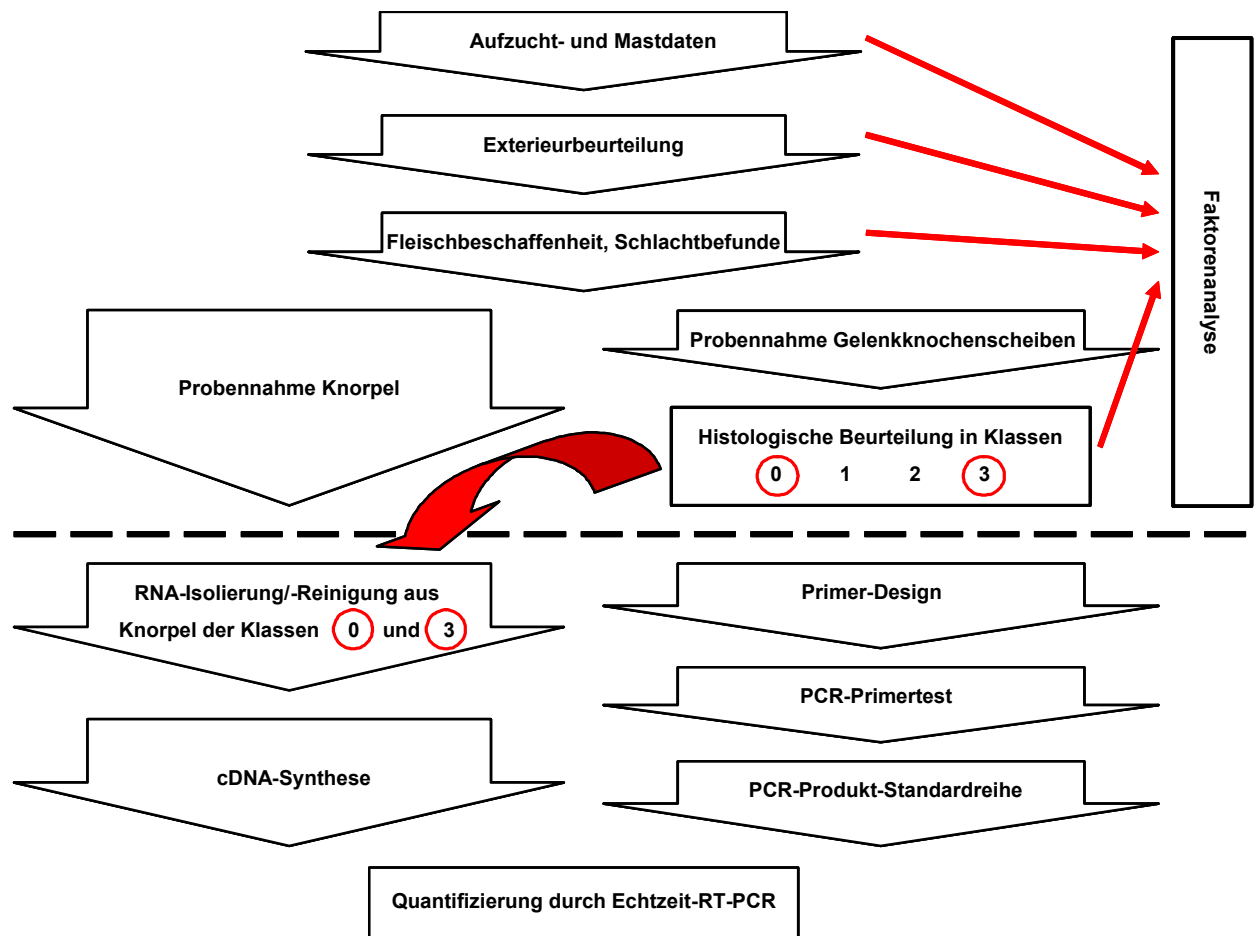 Aufzucht- und Mastdaten
Exterieurbeurteilung
Fleischbeschaffenheit, Schlachtbefunde
Faktorenanalyse
Probennahme Knorpel
Probennahme Gelenkknochenscheiben
Histologische Beurteilung in Klassen
0 1 2 3
RNA-Isolierung/-Reinigung aus
Knorpel der Klassen 0 und 3
Primer-Design
PCR-Primertest
cDNA-Synthese
PCR-Produkt-Standardreihe
Quantifizierung durch Echtzeit-RT-PCR